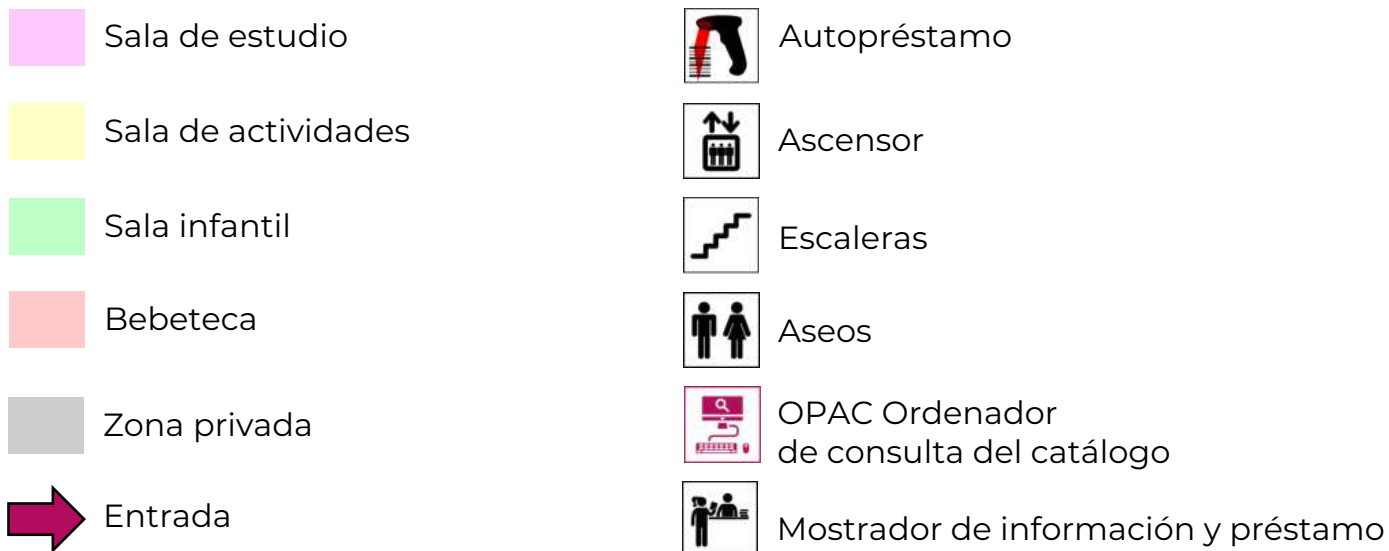 Sala de estudio
Sala de actividades
Sala infantil
Bebeteca
Zona privada
Entrada
Autopréstamo
Ascensor
Escaleras
Aseos
OPAC Ordenador
de consulta del catálogo
Mostrador de información y préstamo